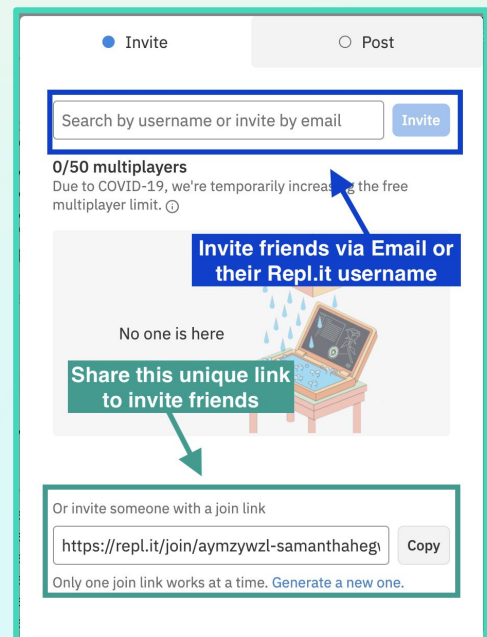 Invite
Post
Search by username or invite by email
Invite
0/50 multiplayers
Due to COVID-19, we're temporarily increasing the free
multiplayer limit.
Invite friends via Email or
their Repl.it username
No one is here
Share this unique link
to invite friends
Or invite someone with a join link
https://repl.it/join/aymzywzl-samanthaheg
Copy
Only one join link works at a time. Generate a new one.